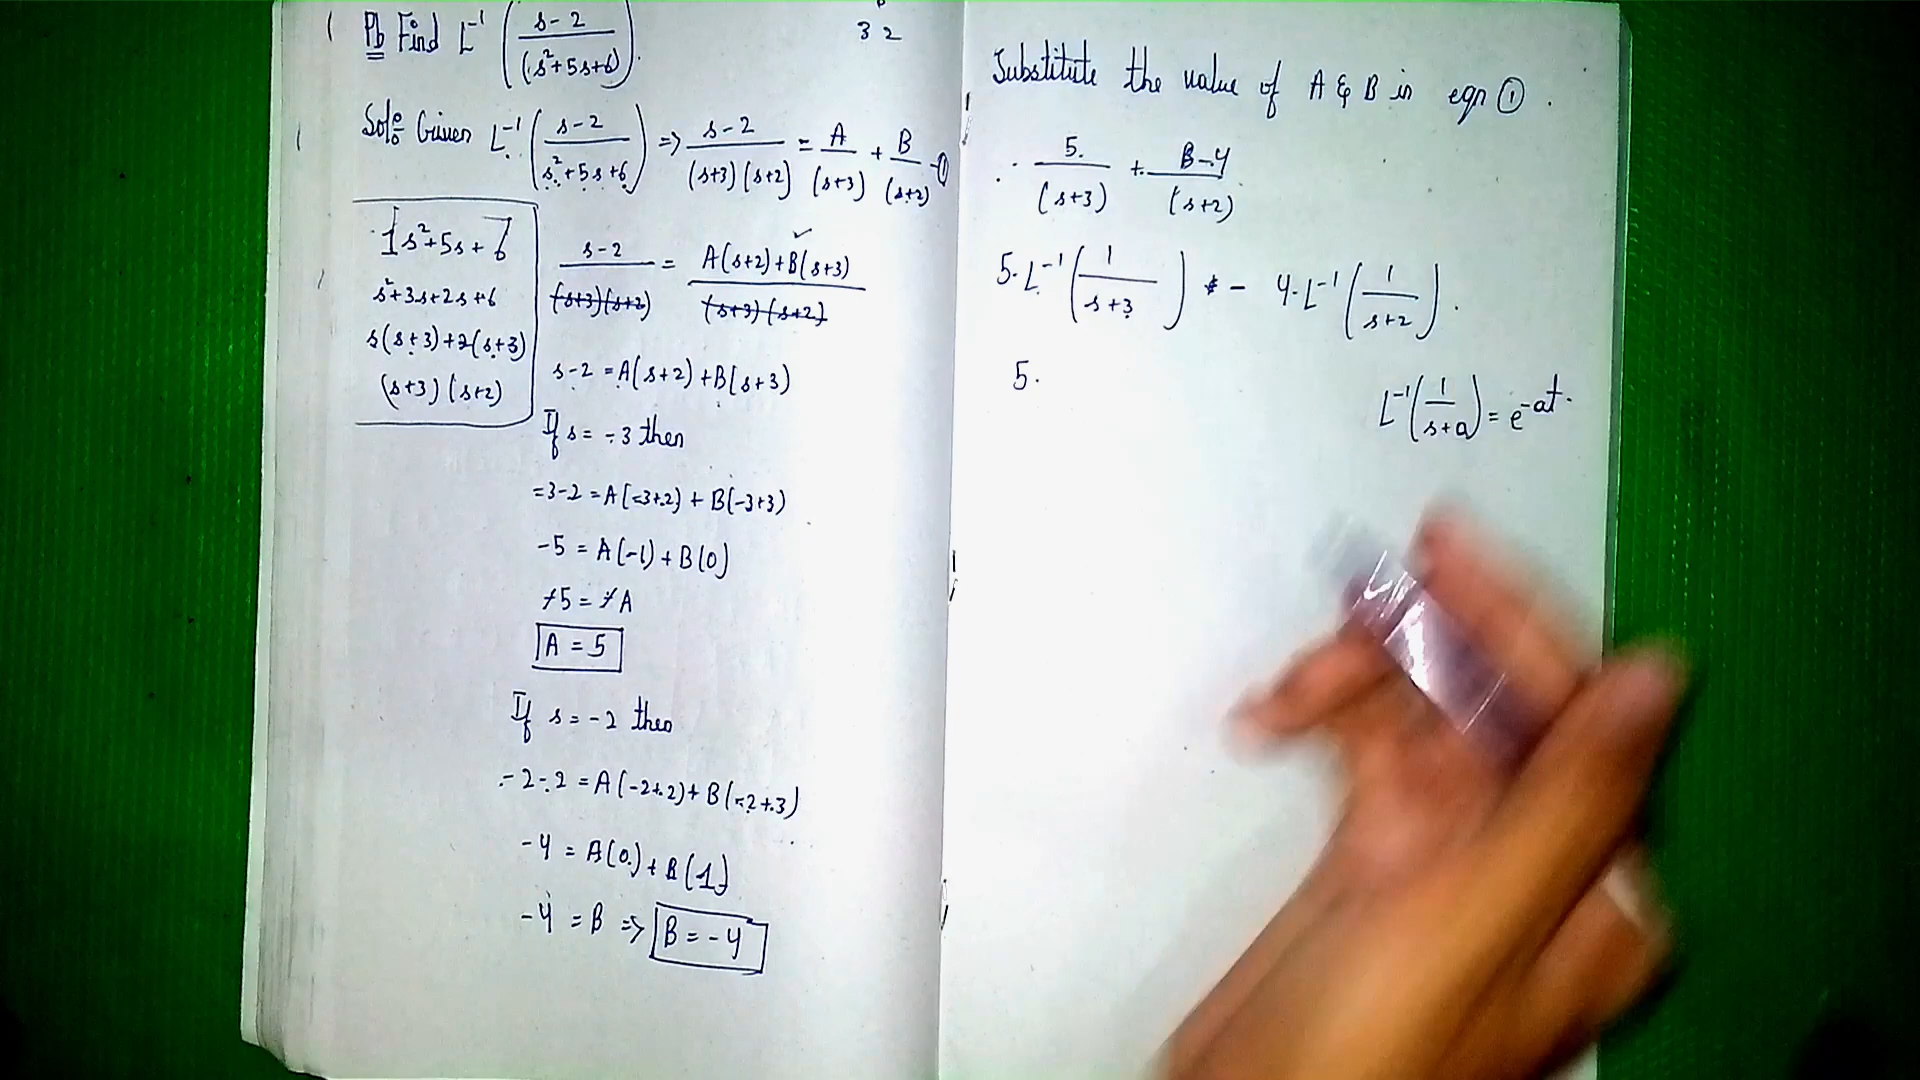 Pb Find L⁻¹ ( s-2 / (s²+5s+6) ).
Sol: Given L⁻¹ ( s-2 / s²+5s+6 ) => s-2 / (s+3)(s+2) = A / (s+3) + B / (s+2) -①
1s²+5s+6
s²+3s+2s+6
s(s+3)+2(s+3)
(s+3)(s+2)
s-2 / (s+3)(s+2) = A(s+2)+B(s+3) / (s+3)(s+2)
s-2 = A(s+2)+B(s+3)
If s = -3 then
-3-2 = A(-3+2) + B(-3+3)
-5 = A(-1)+B(0)
-5 = -A
A = 5
If s = -2 then
-2-2 = A(-2+2)+B(-2+3)
-4 = A(0)+B(1)
-4 = B => B = -4
3 2
Substitute the value of A & B in eqn ①.
5 / (s+3) + B-4 / (s+2)
5.L⁻¹ ( 1 / s+3 ) - 4.L⁻¹ ( 1 / s+2 ).
5.
L⁻¹ ( 1 / s+a ) = e^-at.